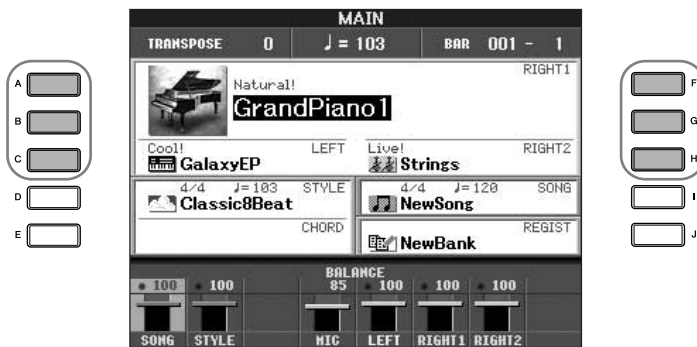 MAIN
TRANSPOSE 0 ♩= 103 BAR 001 - 1
RIGHT1
Natural!
GrandPiano1
Cool! LEFT Live! RIGHT2
GalaxyEP Strings
4/4 ♩=103 STYLE 4/4 ♩=120 SONG
Classic8Beat NewSong
CHORD REGIST
NewBank
BALANCE
100 100 85 100 100 100
SONG STYLE MIC LEFT RIGHT1 RIGHT2
A
B
C
D
E
F
G
H
I
J